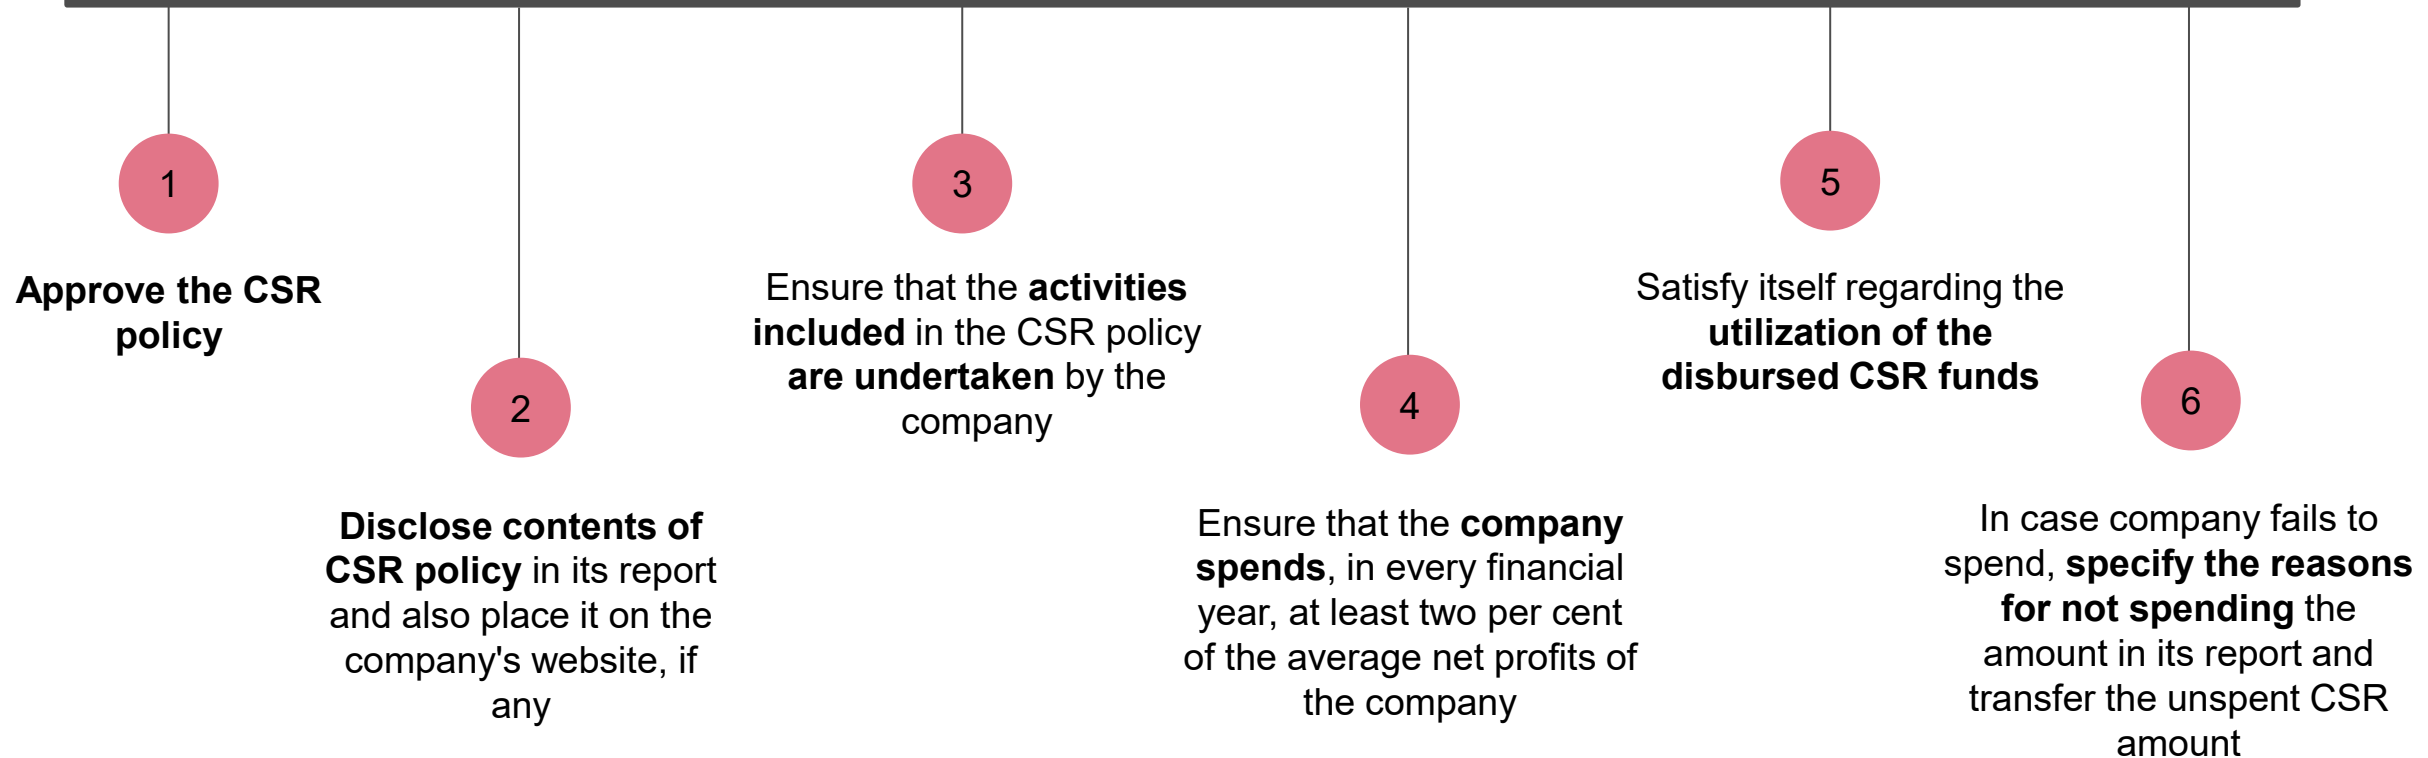 1
Approve the CSR
policy
2
Disclose contents of
CSR policy in its report
and also place it on the
company's website, if
any
3
Ensure that the activities
included in the CSR policy
are undertaken by the
company
4
Ensure that the company
spends, in every financial
year, at least two per cent
of the average net profits of
the company
5
Satisfy itself regarding the
utilization of the
disbursed CSR funds
6
In case company fails to
spend, specify the reasons
for not spending the
amount in its report and
transfer the unspent CSR
amount